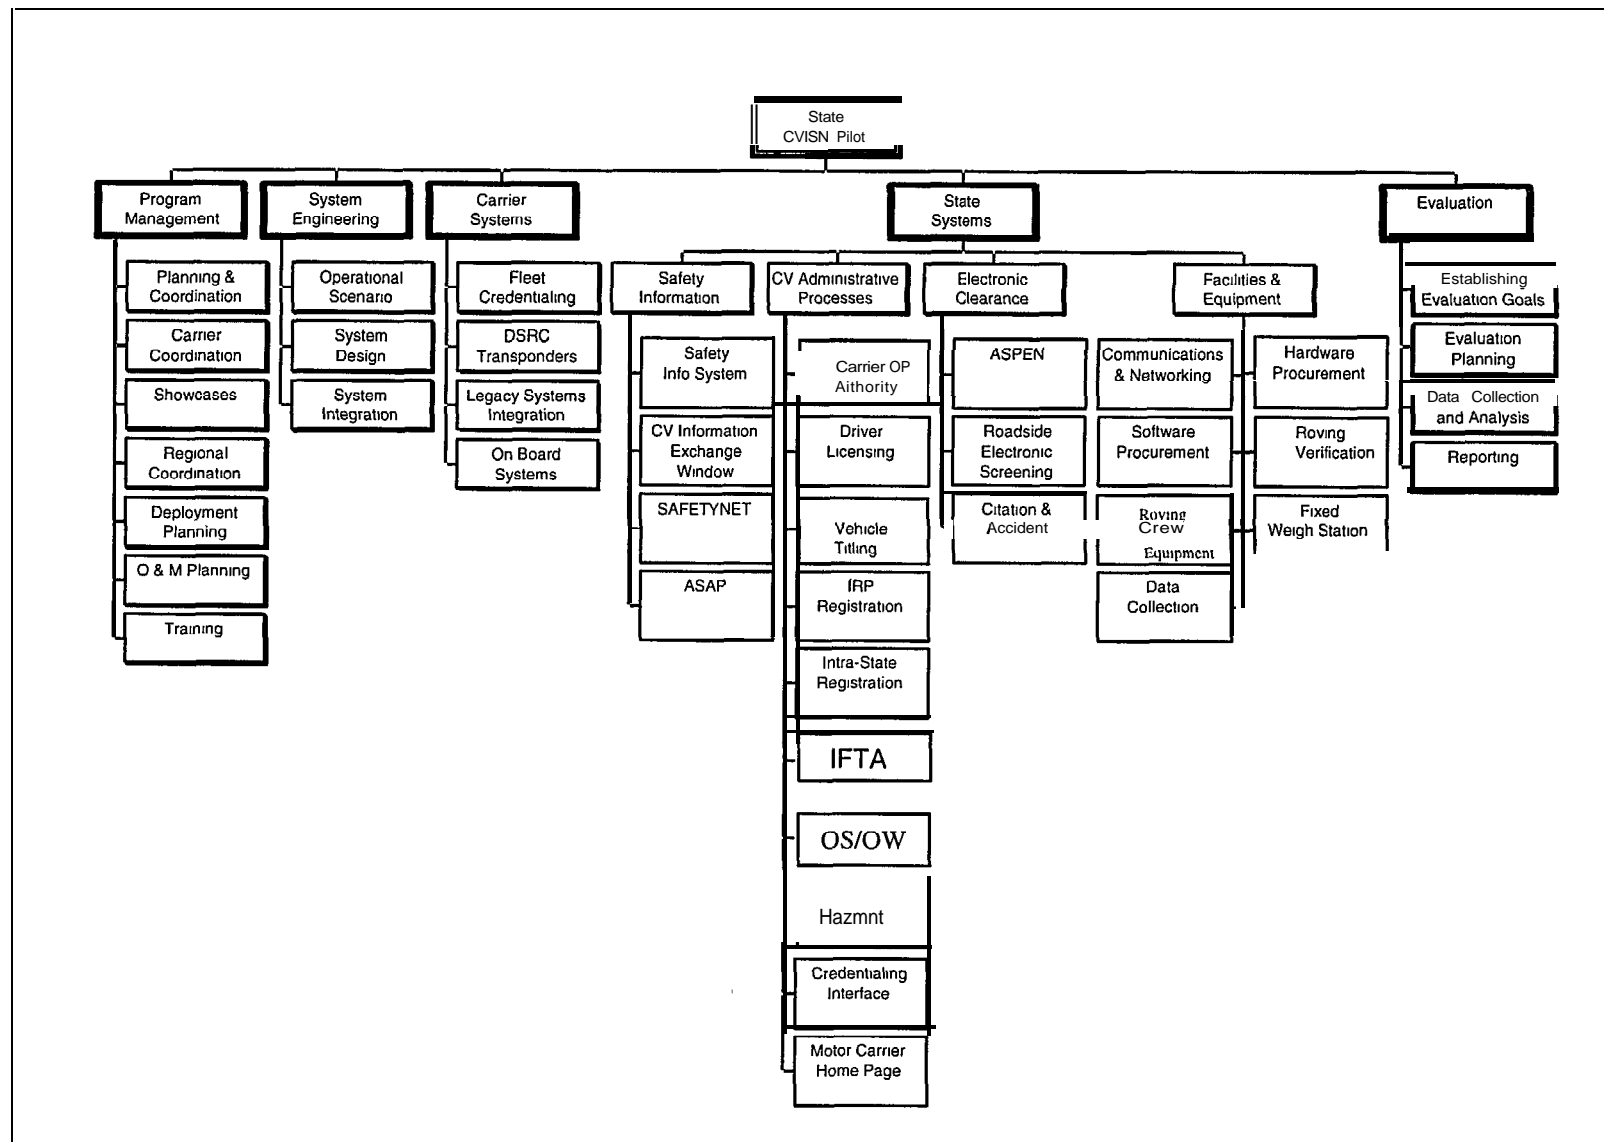 State
CVISN Pilot
Program
Management
System
Engineering
Carrier
Systems
State
Systems
Evaluation
Planning &
Coordination
Carrier
Coordination
Showcases
Regional
Coordination
Deployment
Planning
O & M Planning
Training
Operational
Scenario
System
Design
System
Integration
Fleet
Credentialing
DSRC
Transponders
Legacy Systems
Integration
On Board
Systems
Safety
Information
CV Administrative
Processes
Electronic
Clearance
Facilities &
Equipment
Safety
Info System
CV Information
Exchange
Window
SAFETYNET
ASAP
Carrier OP
Aithority
Driver
Licensing
Vehicle
Titling
IRP
Registration
Intra-State
Registration
IFTA
OS/OW
Hazmnt
Credentialing
Interface
Motor Carrier
Home Page
ASPEN
Roadside
Electronic
Screening
Citation &
Accident
Communications
& Networking
Software
Procurement
Roving
Crew
Equipment
Data
Collection
Hardware
Procurement
Roving
Verification
Fixed
Weigh Station
Establishing
Evaluation Goals
Evaluation
Planning
Data Collection
and Analysis
Reporting